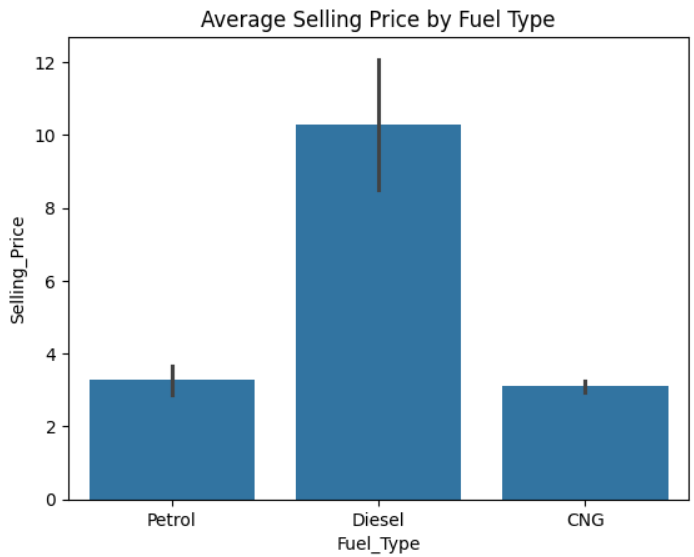 Average Selling Price by Fuel Type
12
10
8
6
4
2
0
Selling_Price
Petrol
Diesel
CNG
Fuel_Type